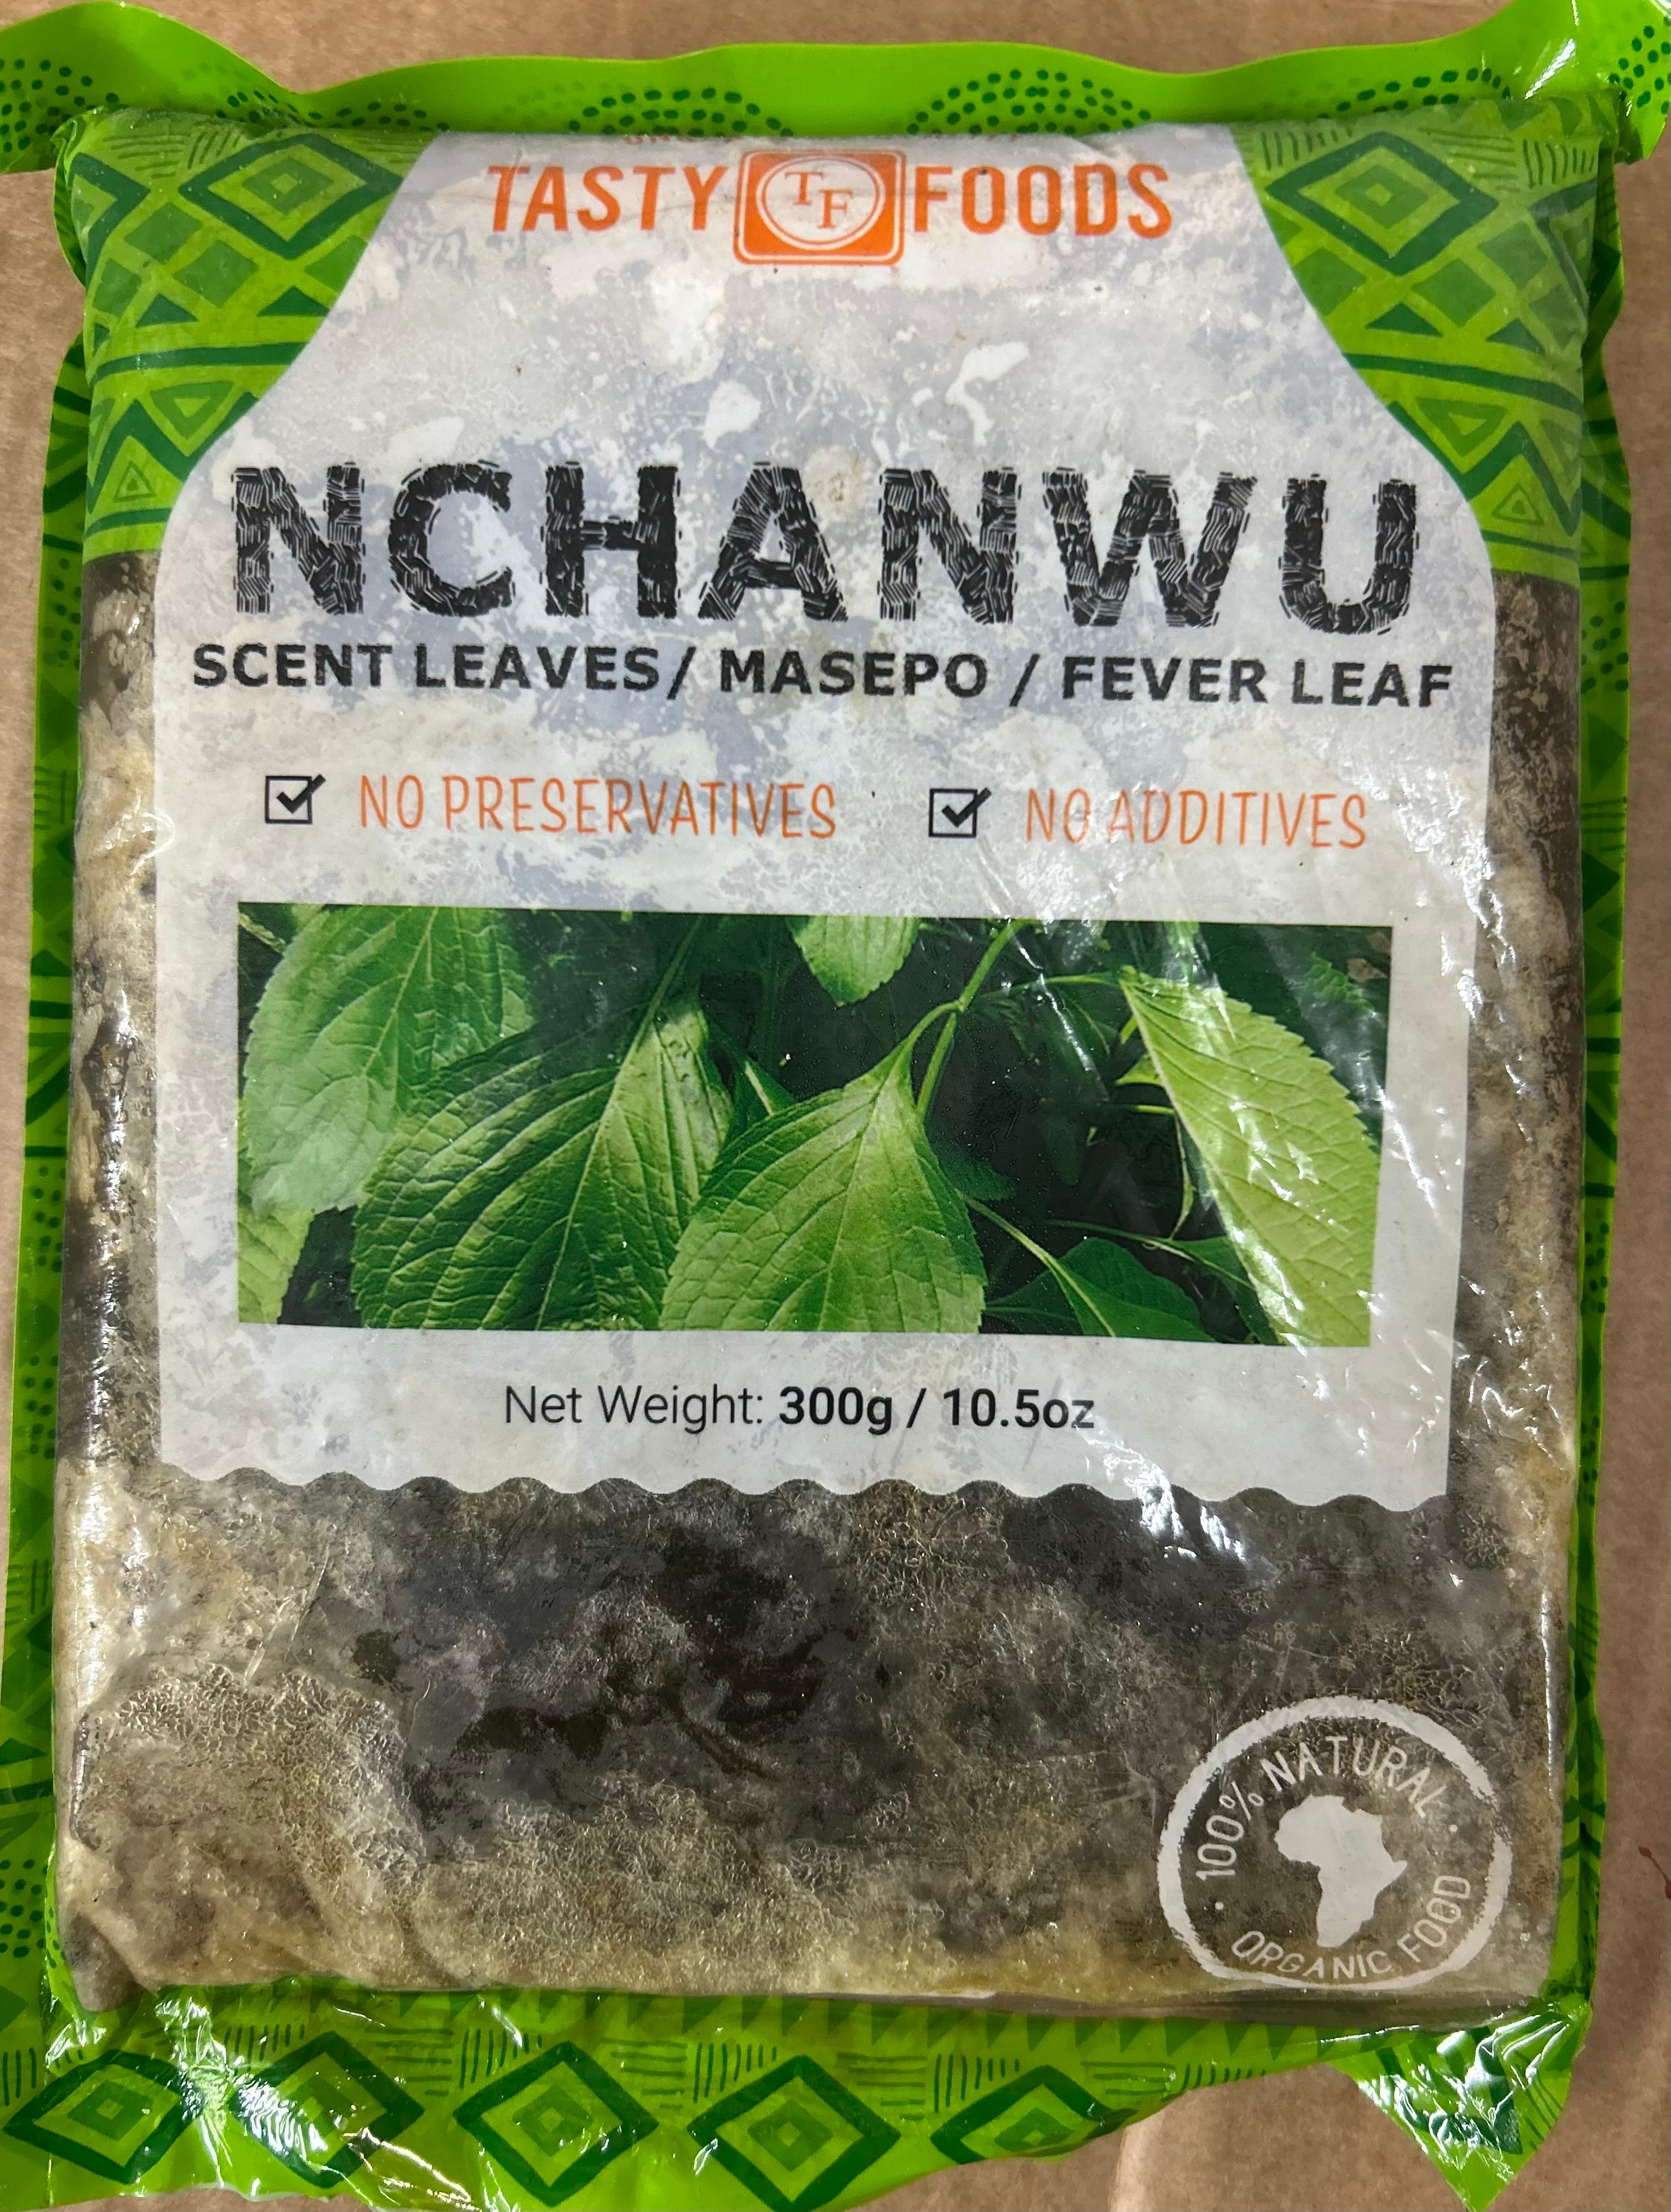 TASTY TF FOODS
NCHANWU
SCENT LEAVES/ MASEPO / FEVER LEAF
NO PRESERVATIVES NO ADDITIVES
Net Weight: 300g / 10.5oz
100% NATURAL
ORGANIC FOOD